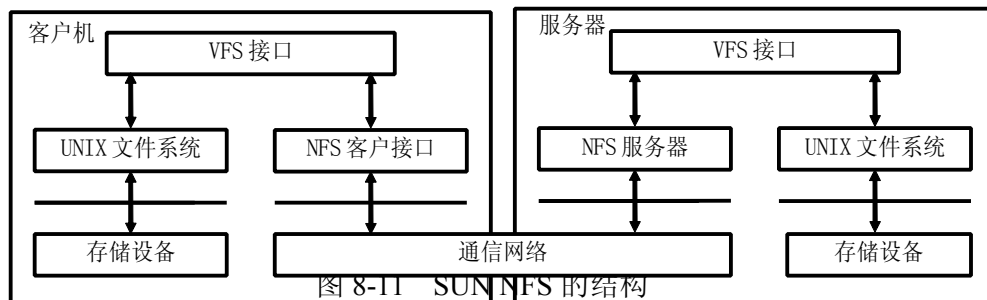 客户机
VFS 接口
UNIX 文件系统
NFS 客户接口
存储设备
服务器
VFS 接口
NFS 服务器
UNIX 文件系统
通信网络
存储设备
图 8-11 SUN NFS 的结构